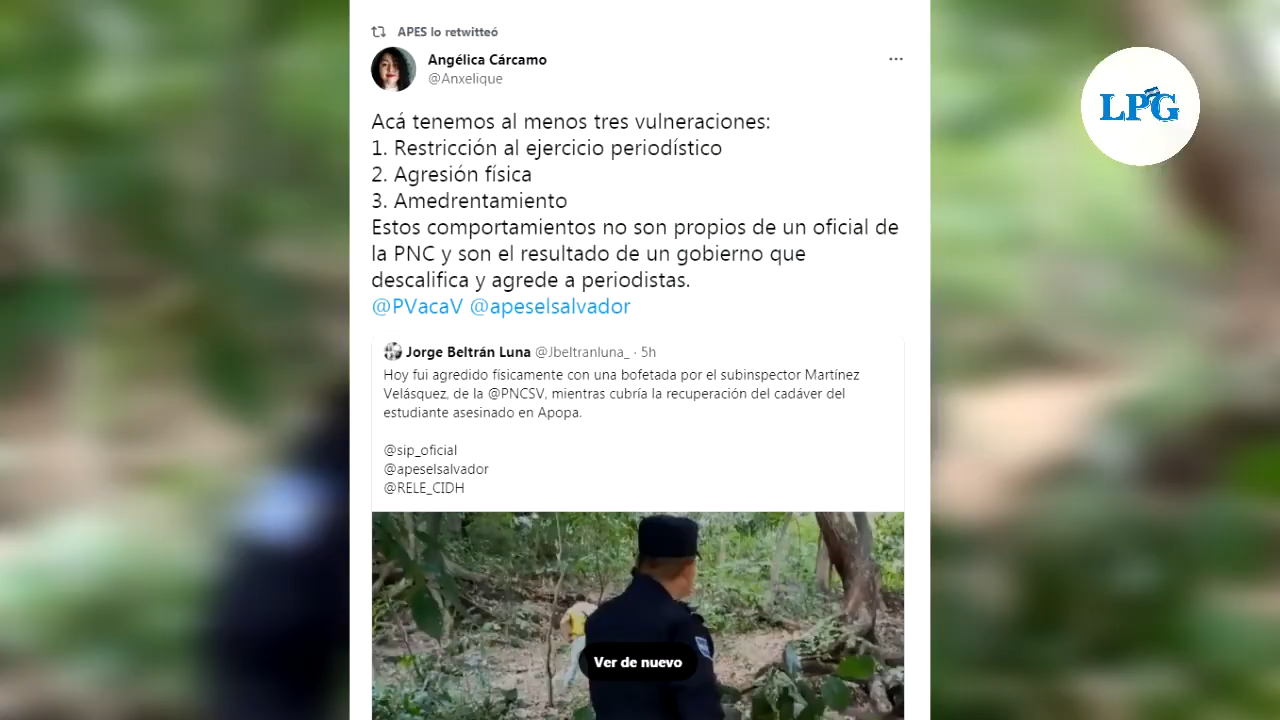 APES lo retwitteó
Angélica Cárcamo
@Anxelique
LPG
Acá tenemos al menos tres vulneraciones:
1. Restricción al ejercicio periodístico
2. Agresión física
3. Amedrentamiento
Estos comportamientos no son propios de un oficial de
la PNC y son el resultado de un gobierno que
descalifica y agrede a periodistas.
@PVacaV @apeselsalvador
Jorge Beltrán Luna @Jbeltranluna_ · 5h
Hoy fui agredido físicamente con una bofetada por el subinspector Martínez
Velásquez, de la @PNCSV, mientras cubría la recuperación del cadáver del
estudiante asesinado en Apopa.
@sip_oficial
@apeselsalvador
@RELE_CIDH
Ver de nuevo